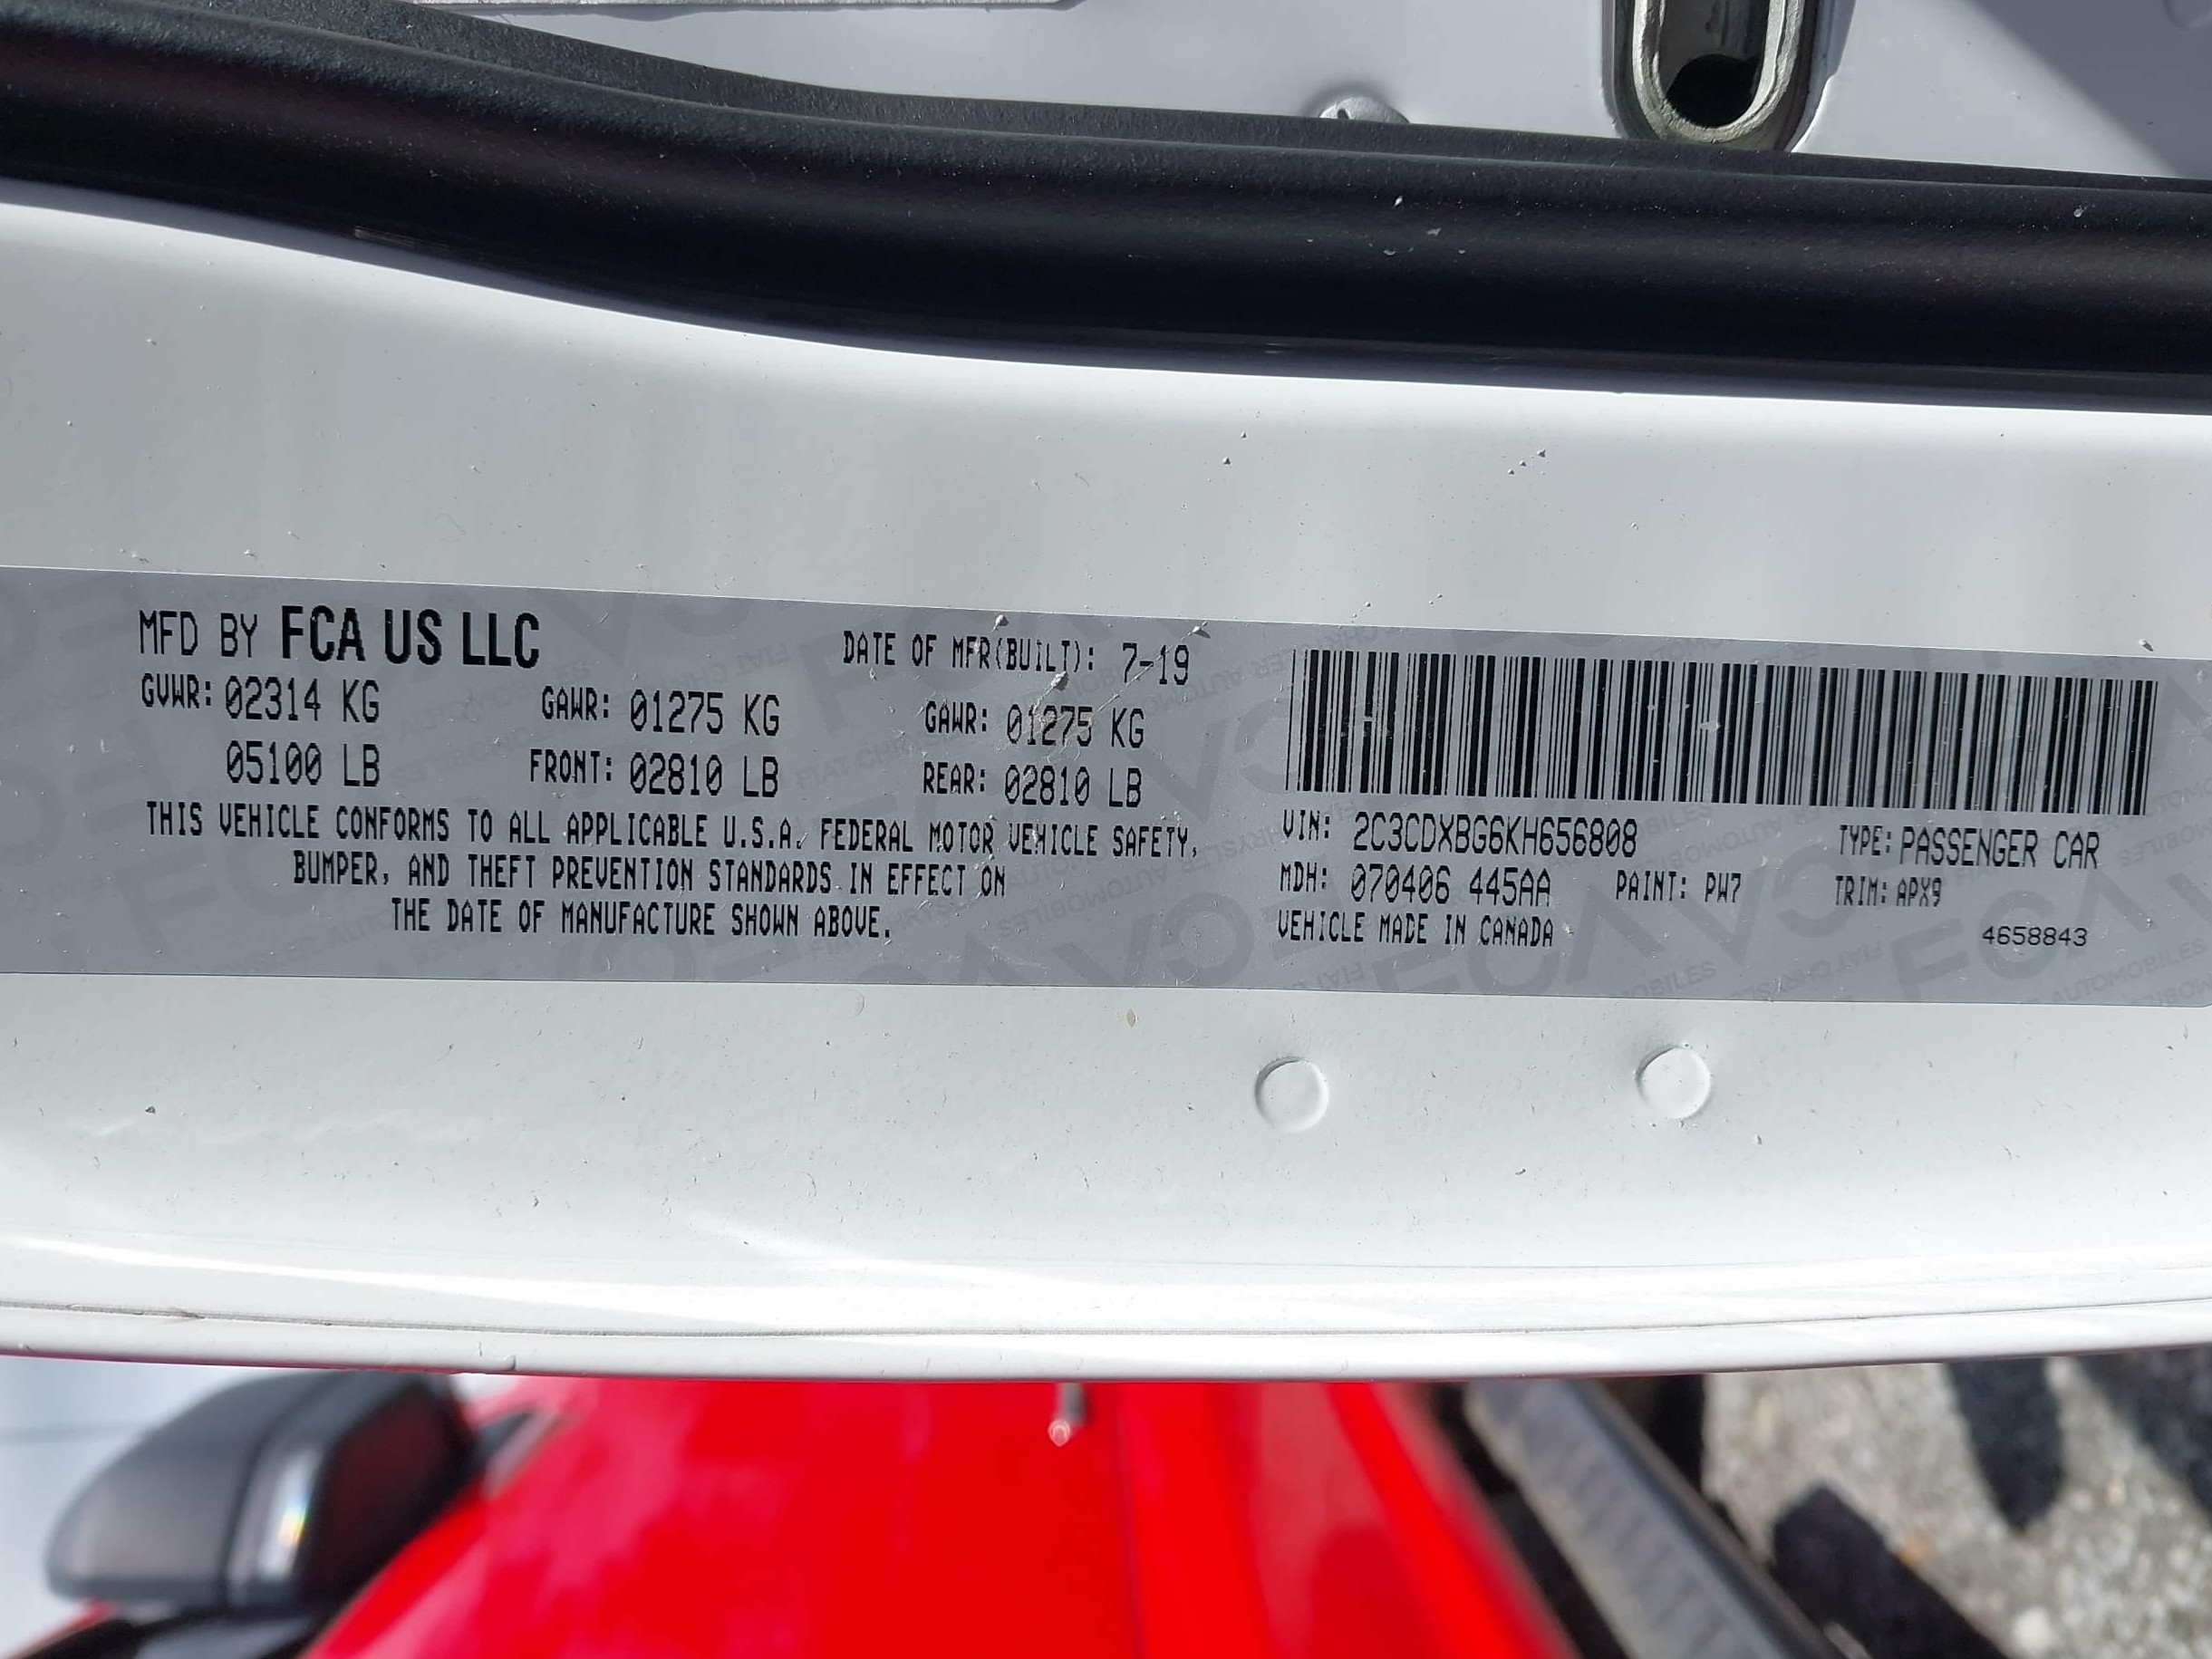 MFD BY FCA US LLC
DATE OF MFR(BUILT): 7-19
GVWR: 02314 KG
GAWR: 01275 KG
GAWR: 01275 KG
05100 LB
FRONT: 02810 LB
REAR: 02810 LB
THIS VEHICLE CONFORMS TO ALL APPLICABLE U.S.A. FEDERAL MOTOR VEHICLE SAFETY,
BUMPER, AND THEFT PREVENTION STANDARDS IN EFFECT ON
THE DATE OF MANUFACTURE SHOWN ABOVE.
VIN: 2C3CDXBG6KH656808
TYPE: PASSENGER CAR
MDH: 070406 445AA
PAINT: PW7
TRIM: APX9
VEHICLE MADE IN CANADA
4658843